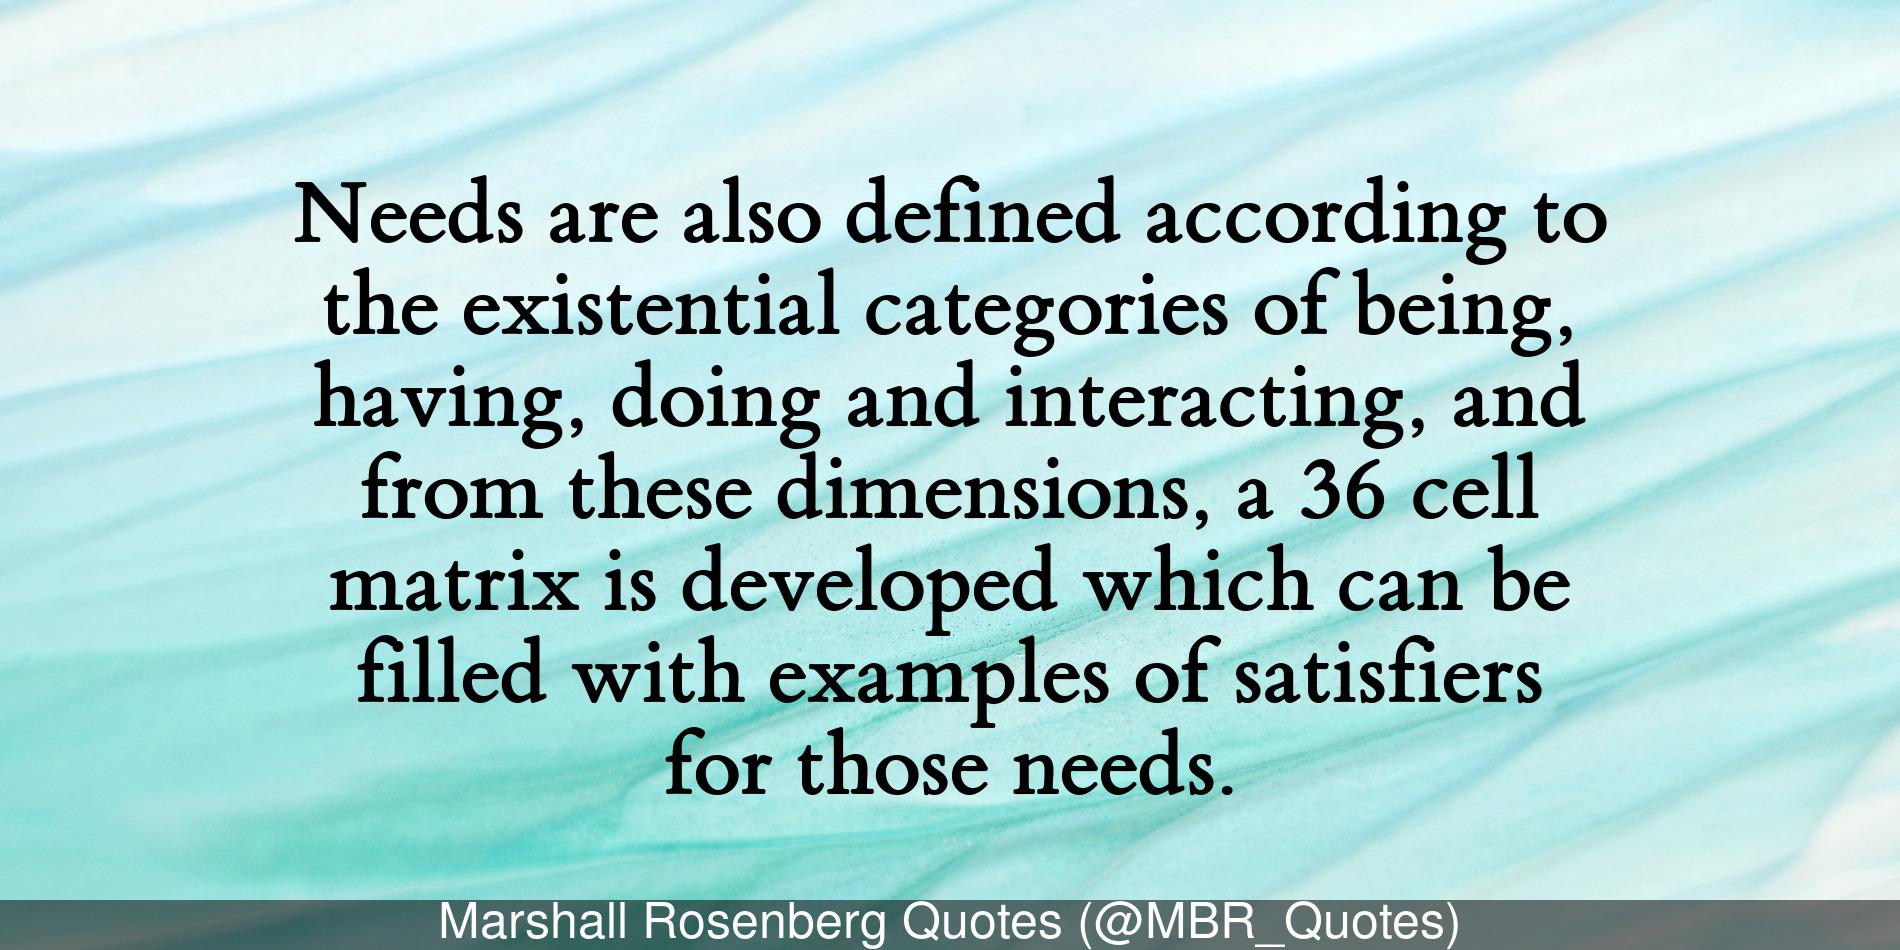 Needs are also defined according to
the existential categories of being,
having, doing and interacting, and
from these dimensions, a 36 cell
matrix is developed which can be
filled with examples of satisfiers
for those needs.
Marshall Rosenberg Quotes (@MBR_Quotes)